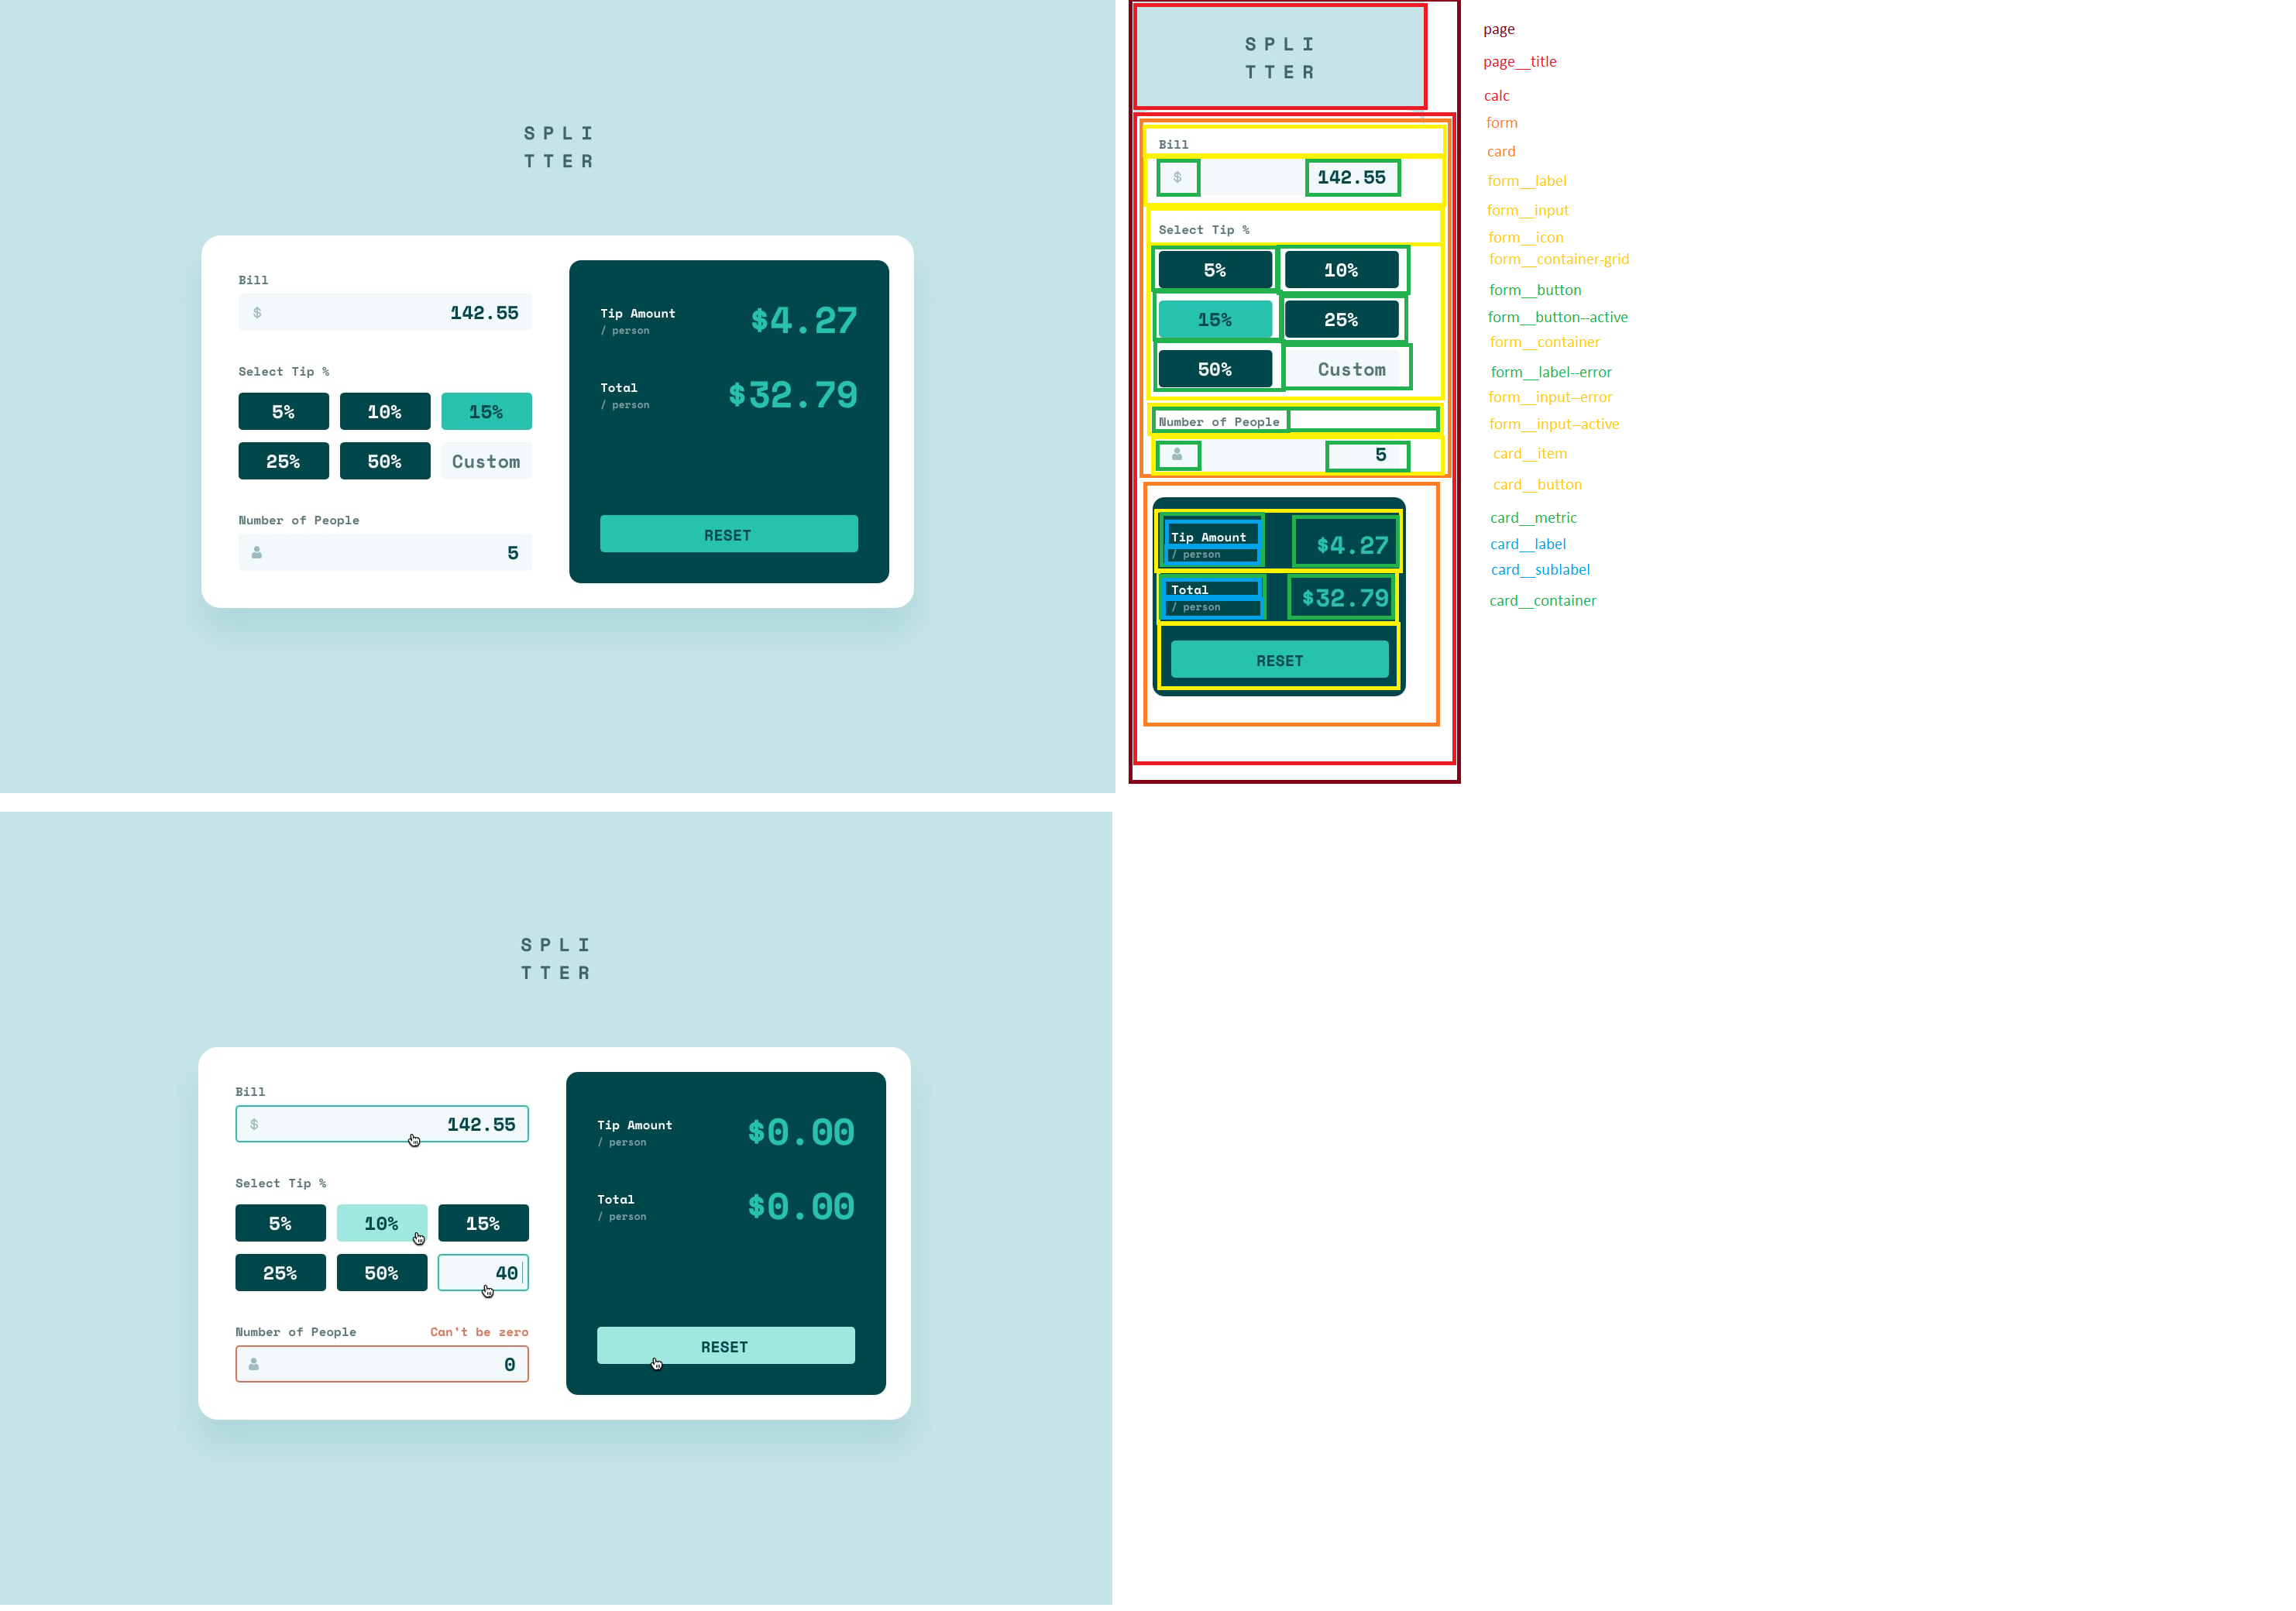 SPLI
TTER
Bill
$ 142.55
Select Tip %
5% 10% 15%
25% 50% Custom
Number of People
5
Tip Amount
/ person
$4.27
Total
/ person
$32.79
RESET
SPLI
TTER
Bill
$ 142.55
Select Tip %
5% 10%
15% 25%
50% Custom
Number of People
5
Tip Amount
/ person
$4.27
Total
/ person
$32.79
RESET
page
page__title
calc
form
card
form__label
form__input
form__icon
form__container-grid
form__button
form__button--active
form__container
form__label--error
form__input--error
form__input--active
card__item
card__button
card__metric
card__label
card__sublabel
card__container
SPLI
TTER
Bill
$ 142.55
Select Tip %
5% 10% 15%
25% 50% 40
Number of People Can't be zero
0
Tip Amount
/ person
$0.00
Total
/ person
$0.00
RESET